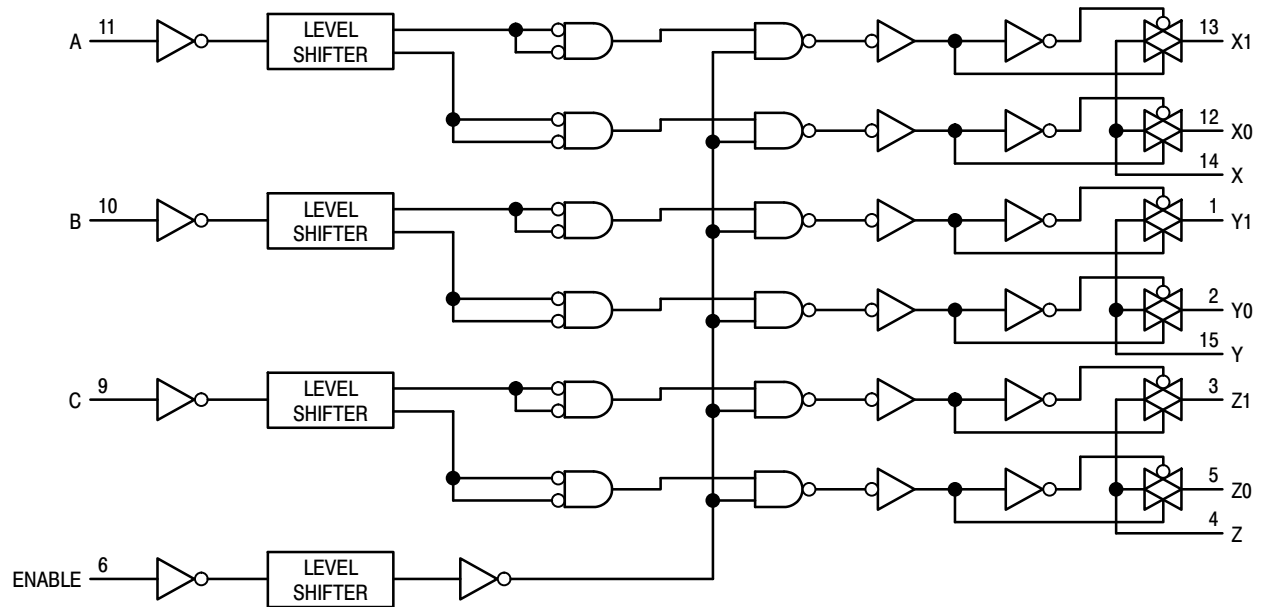 A 11 LEVEL SHIFTER 13 X1
12 X0
14 X
B 10 LEVEL SHIFTER 1 Y1
2 Y0
15 Y
C 9 LEVEL SHIFTER 3 Z1
5 Z0
4 Z
ENABLE 6 LEVEL SHIFTER